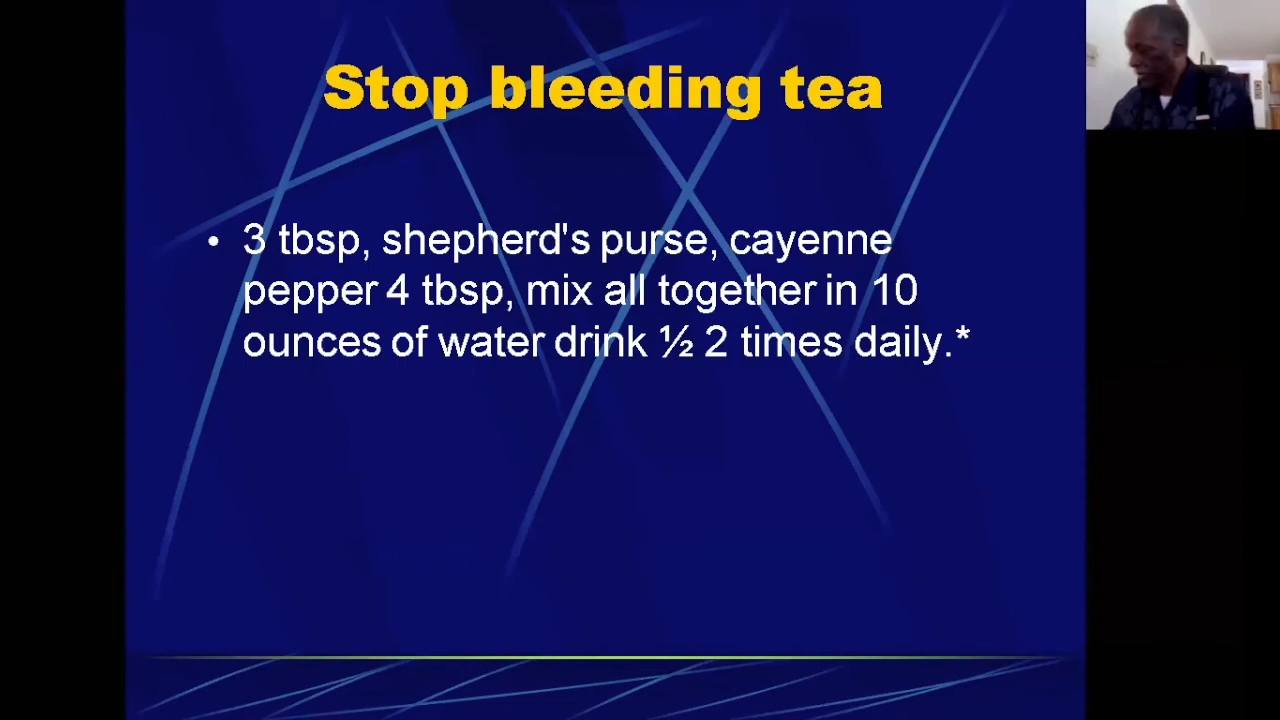 Stop bleeding tea
• 3 tbsp, shepherd's purse, cayenne
pepper 4 tbsp, mix all together in 10
ounces of water drink ½ 2 times daily.*